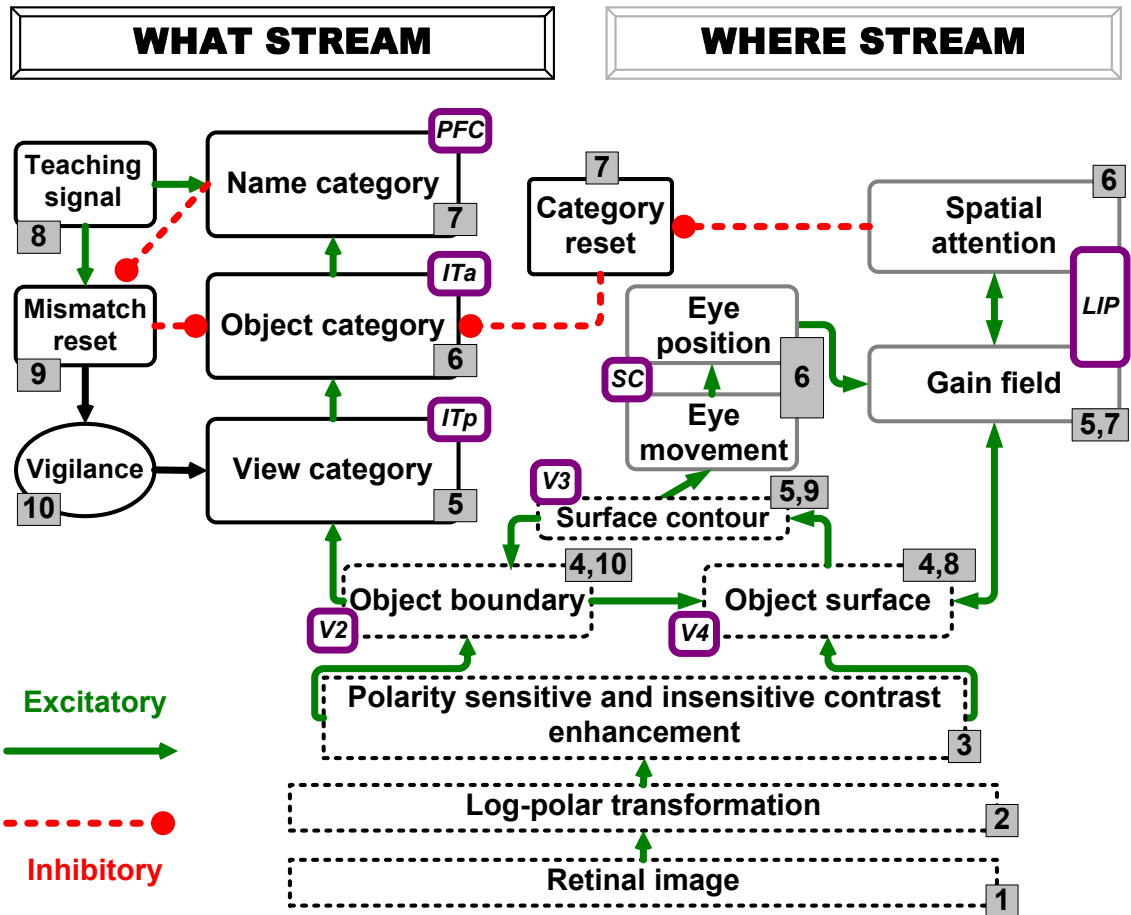 WHAT STREAM
WHERE STREAM
PFC
Teaching
signal
8
Name category
7
7
Category
reset
6
Spatial
attention
ITa
Mismatch
reset
9
Object category
6
Eye
position
SC
6
Eye
movement
LIP
Gain field
5,7
ITp
Vigilance
10
View category
5
V3
5,9
Surface contour
4,10
Object boundary
V2
4,8
Object surface
V4
Excitatory
Polarity sensitive and insensitive contrast
enhancement
3
Log-polar transformation
2
Inhibitory
Retinal image
1